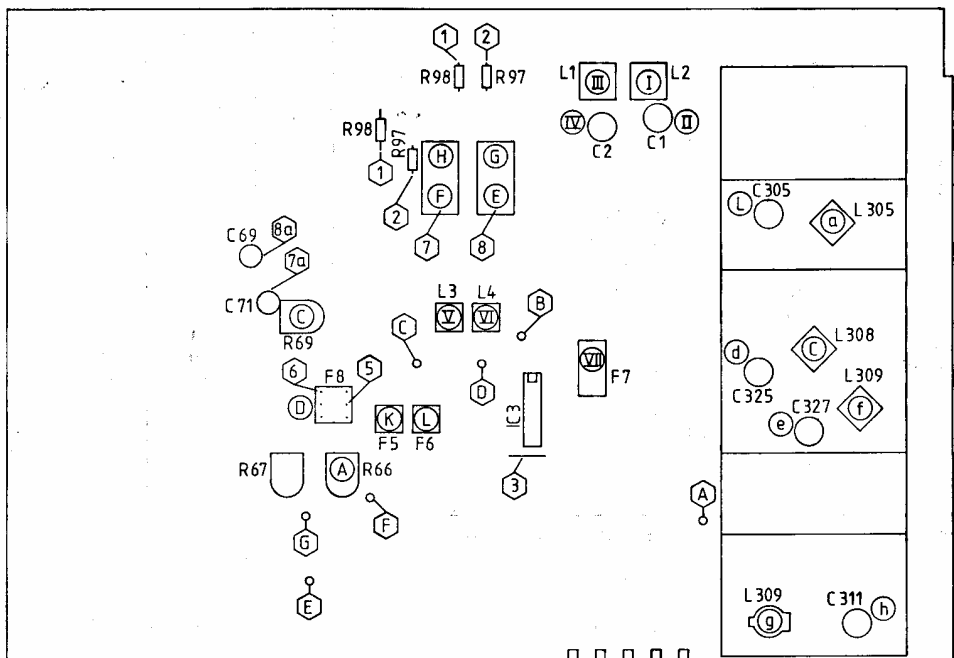 1 2
R98 R97
L1 III I L2
IV C2 C1 II
R98 R97
1 2
H G
F E
7 8
L C305 a L305
C69 8a
7a
C71 C R69
L3 L4 B
V VI
C D
VII F7
d C325 C L308
L309 f
e C327
6 F8 5
D
K L
F5 F6
IC3
3
R67 A R66
F
G
E
A
L309 g
C311 h